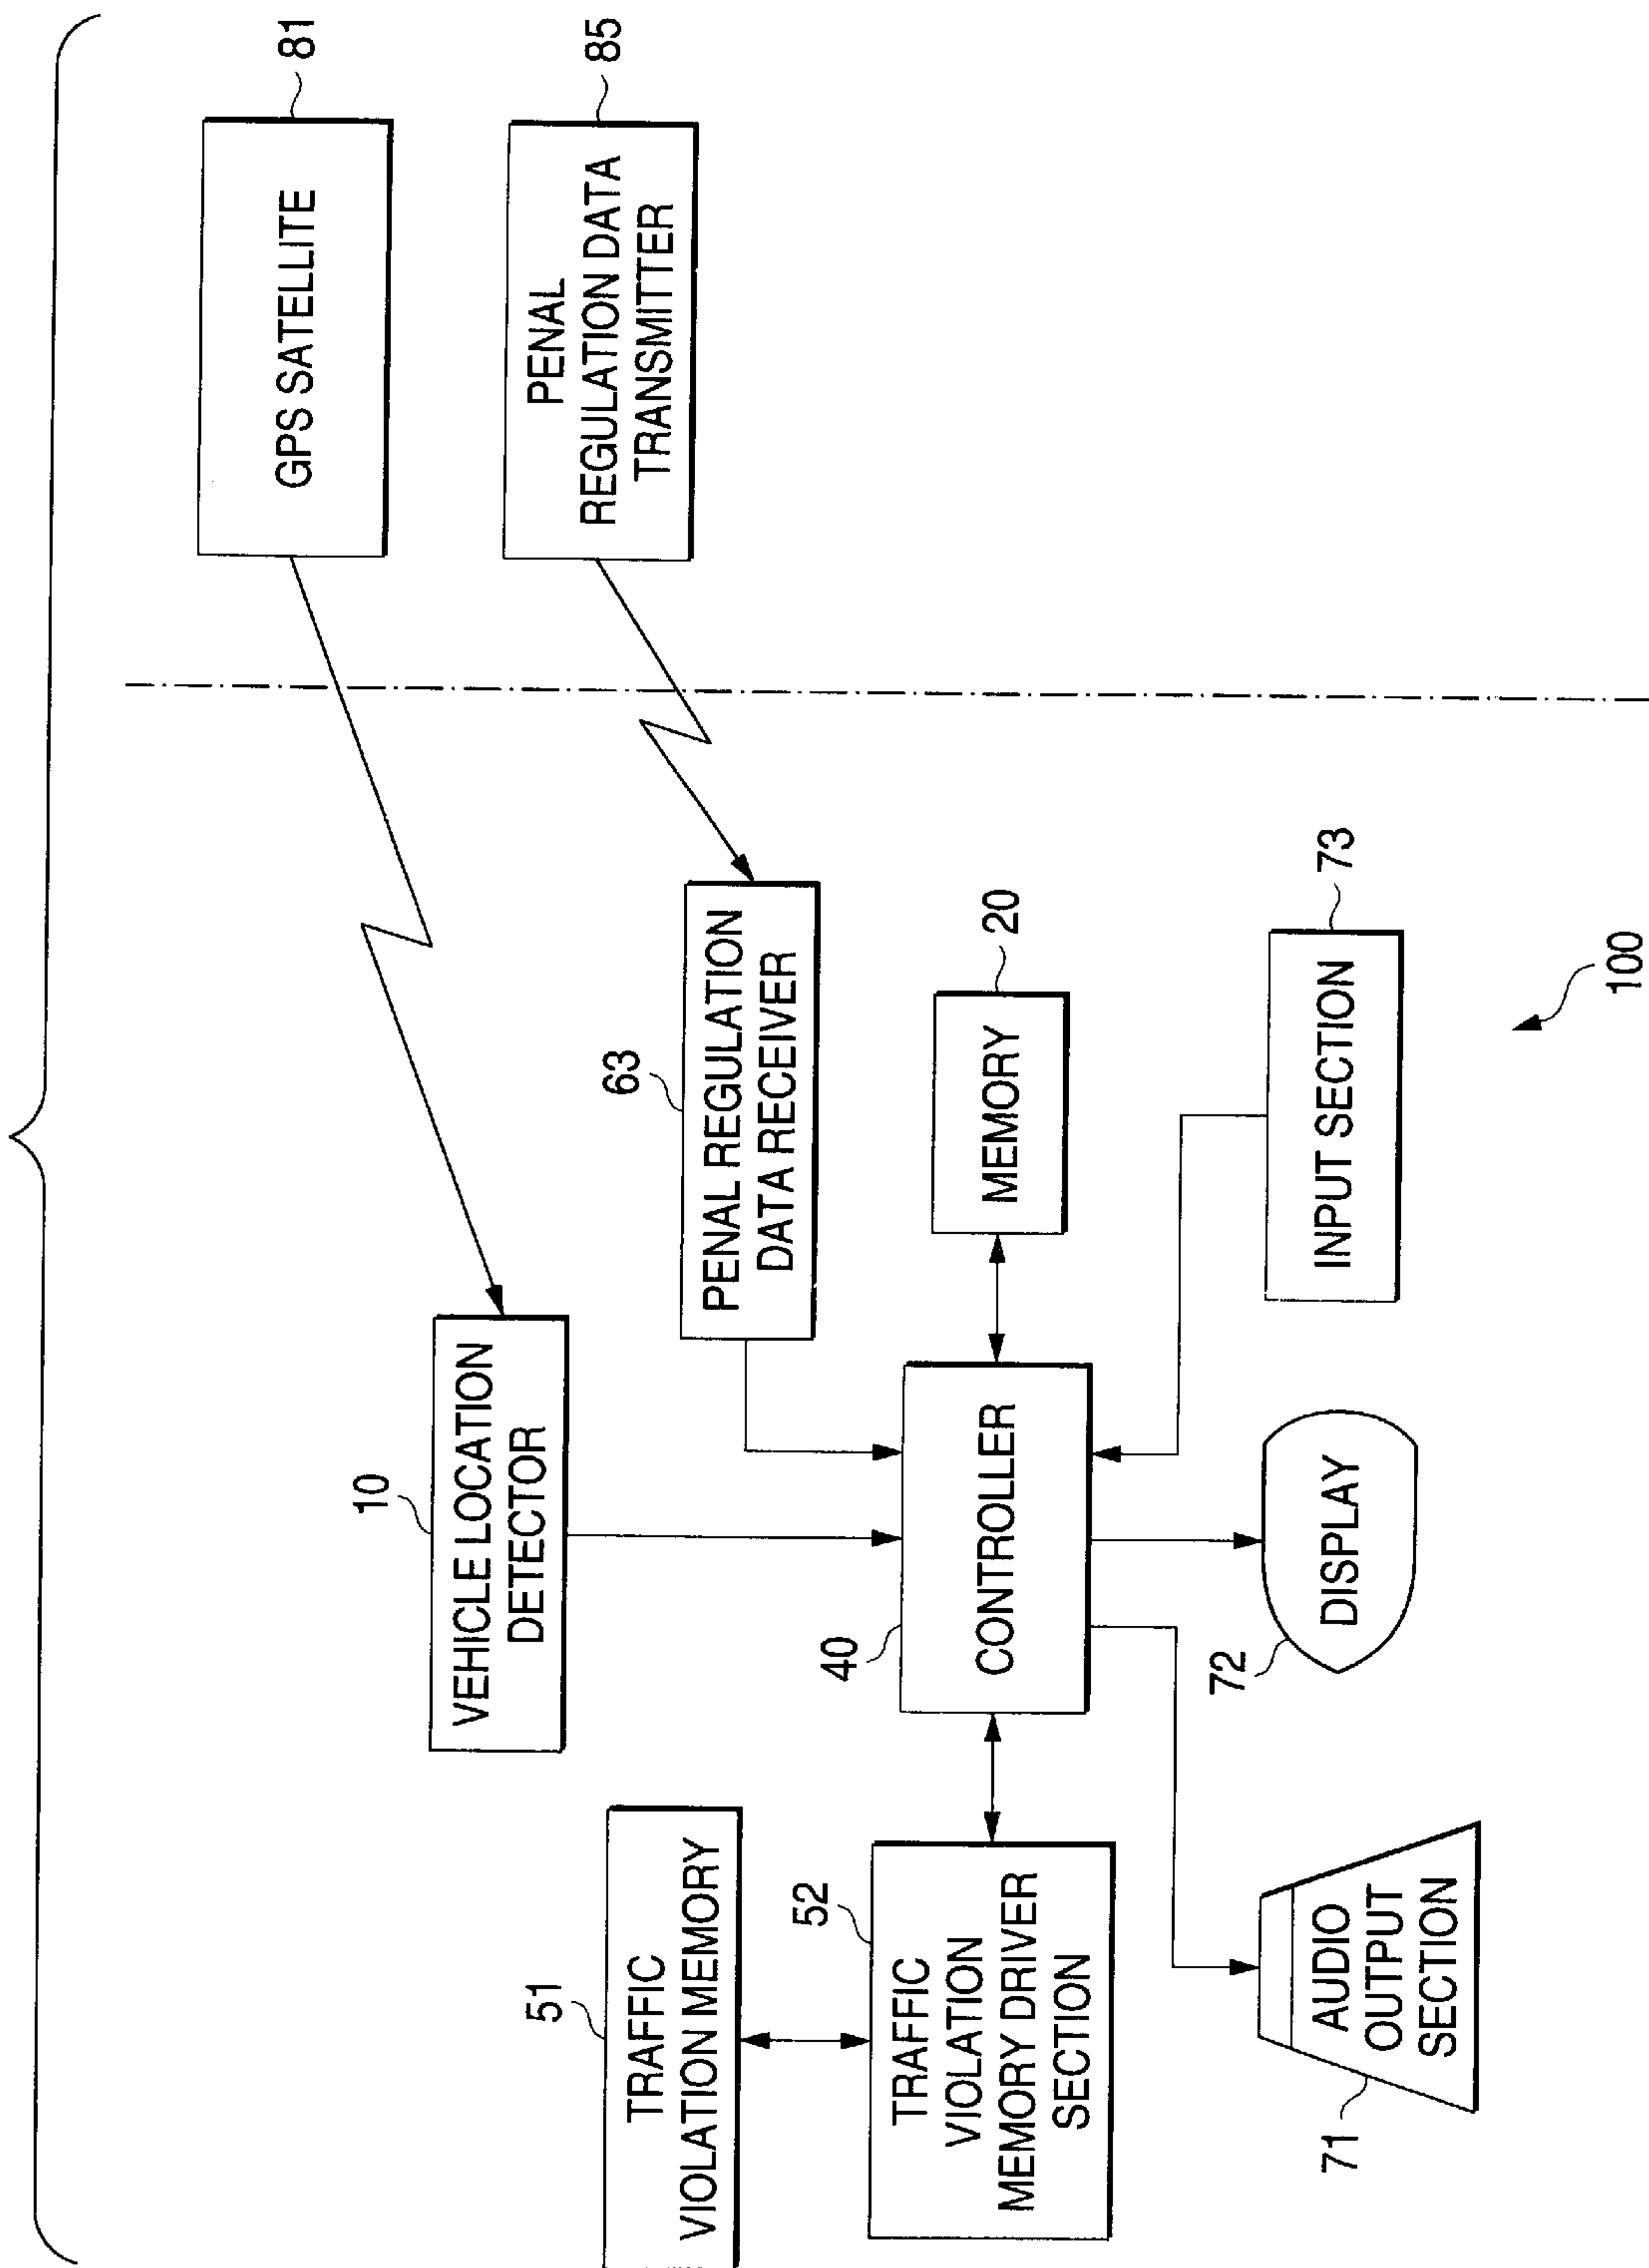 81
GPS SATELLITE
85
PENAL
REGULATION DATA
TRANSMITTER
10
VEHICLE LOCATION
DETECTOR
63
PENAL REGULATION
DATA RECEIVER
51
TRAFFIC
VIOLATION MEMORY
52
TRAFFIC
VIOLATION
MEMORY DRIVER
SECTION
40
CONTROLLER
20
MEMORY
71
AUDIO
OUTPUT
SECTION
72
DISPLAY
73
INPUT SECTION
100